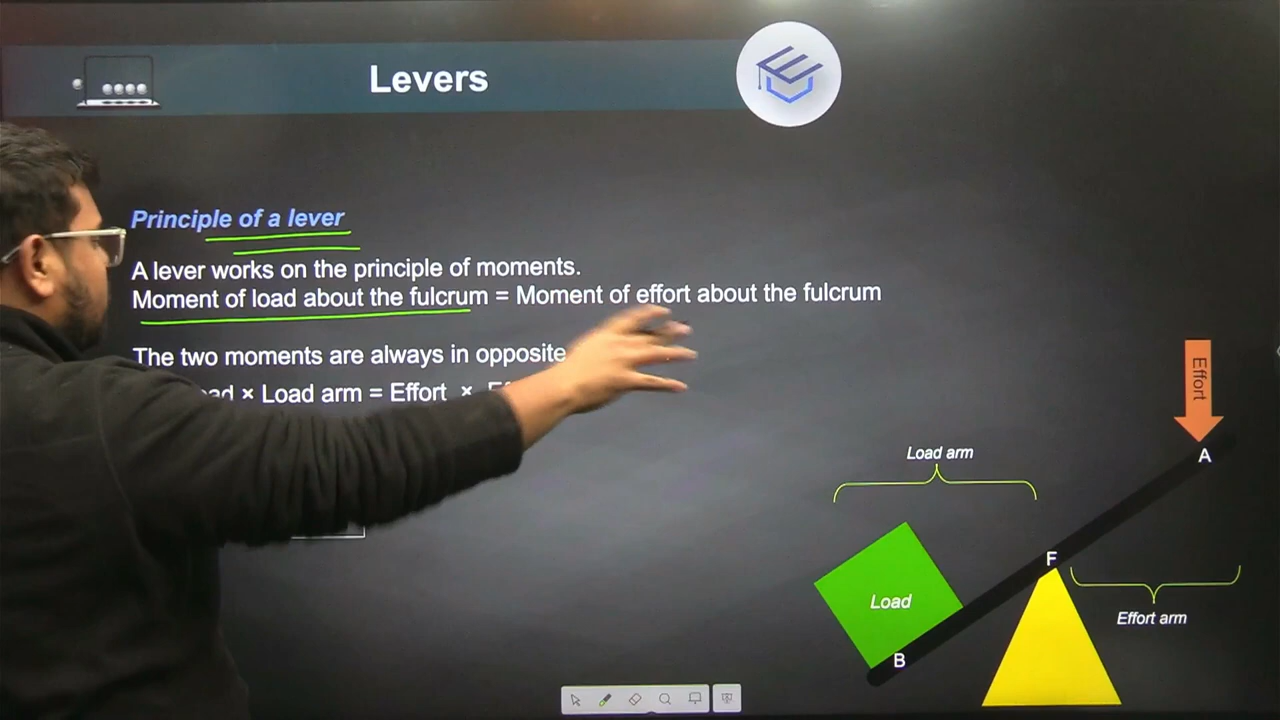 Levers
Principle of a lever
A lever works on the principle of moments.
Moment of load about the fulcrum = Moment of effort about the fulcrum
The two moments are always in opposite
× Load arm = Effort ×
Effort
A
Load arm
F
Load
Effort arm
B